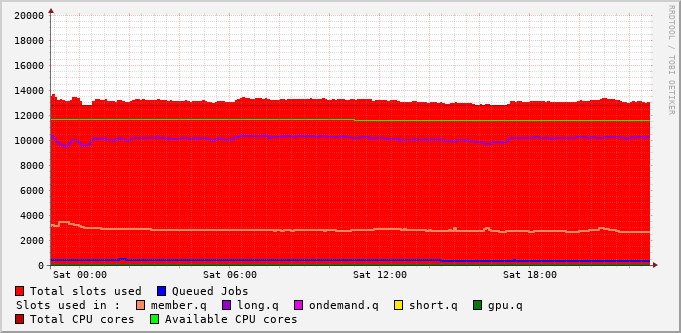 RRDTOOL / TOBI OETIKER
20000
18000
16000
14000
12000
10000
8000
6000
4000
2000
0
Sat 00:00 Sat 06:00 Sat 12:00 Sat 18:00
Total slots used Queued Jobs
Slots used in : member.q long.q ondemand.q short.q gpu.q
Total CPU cores Available CPU cores